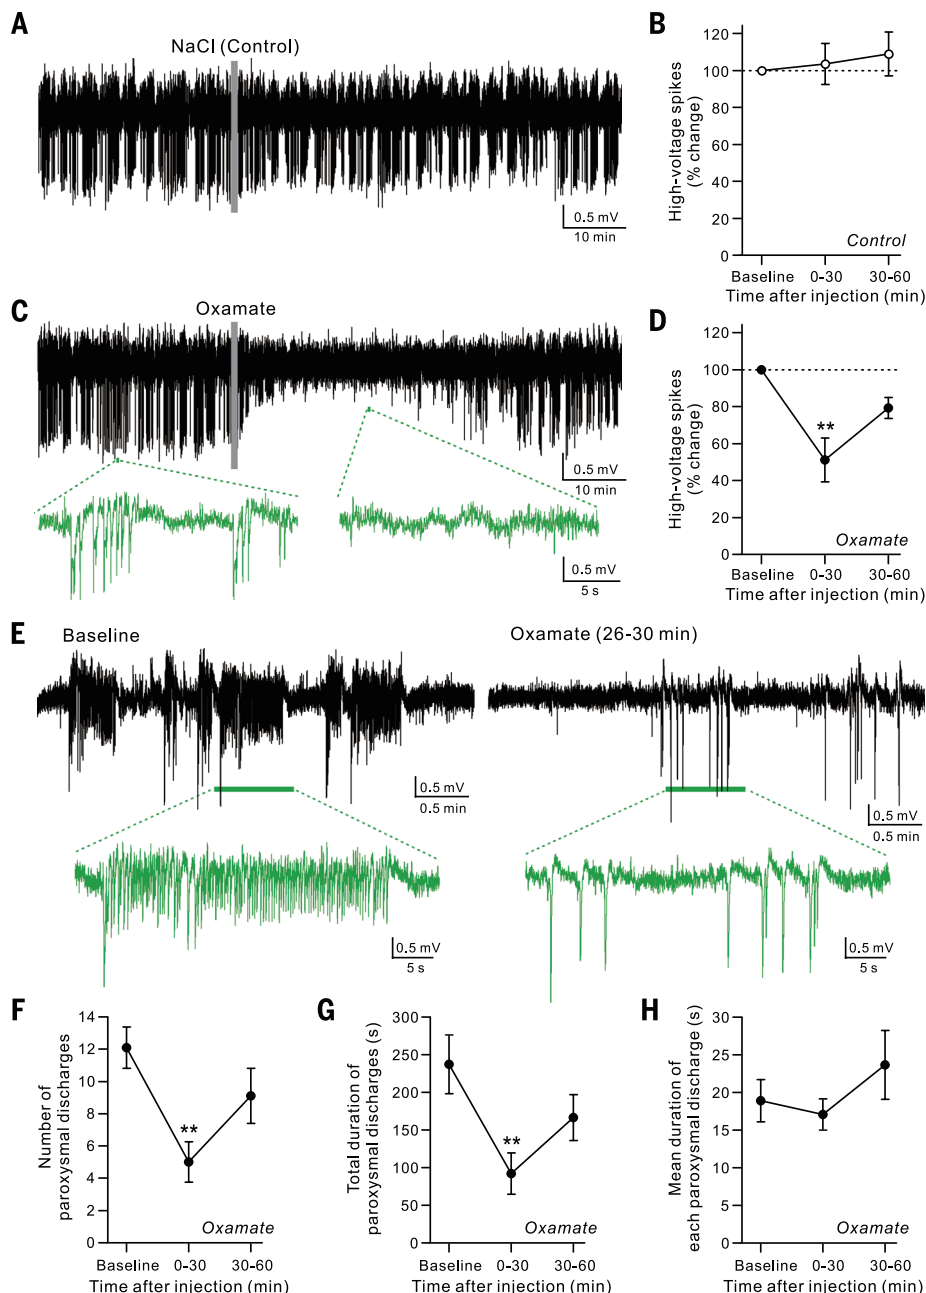 A
NaCl (Control)
0.5 mV
10 min
B
High-voltage spikes
(% change)
120
100
80
60
40
20
0
Control
Baseline 0-30 30-60
Time after injection (min)
C
Oxamate
0.5 mV
10 min
0.5 mV
5 s
D
High-voltage spikes
(% change)
120
100
80
60
40
20
0
**
Oxamate
Baseline 0-30 30-60
Time after injection (min)
E
Baseline
Oxamate (26-30 min)
0.5 mV
0.5 min
0.5 mV
0.5 min
0.5 mV
5 s
0.5 mV
5 s
F
Number of
paroxysmal discharges
14
12
10
8
6
4
2
0
**
Oxamate
Baseline 0-30 30-60
Time after injection (min)
G
Total duration of
paroxysmal discharges (s)
300
250
200
150
100
50
0
**
Oxamate
Baseline 0-30 30-60
Time after injection (min)
H
Mean duration of
each paroxysmal discharge (s)
30
25
20
15
10
5
0
Oxamate
Baseline 0-30 30-60
Time after injection (min)